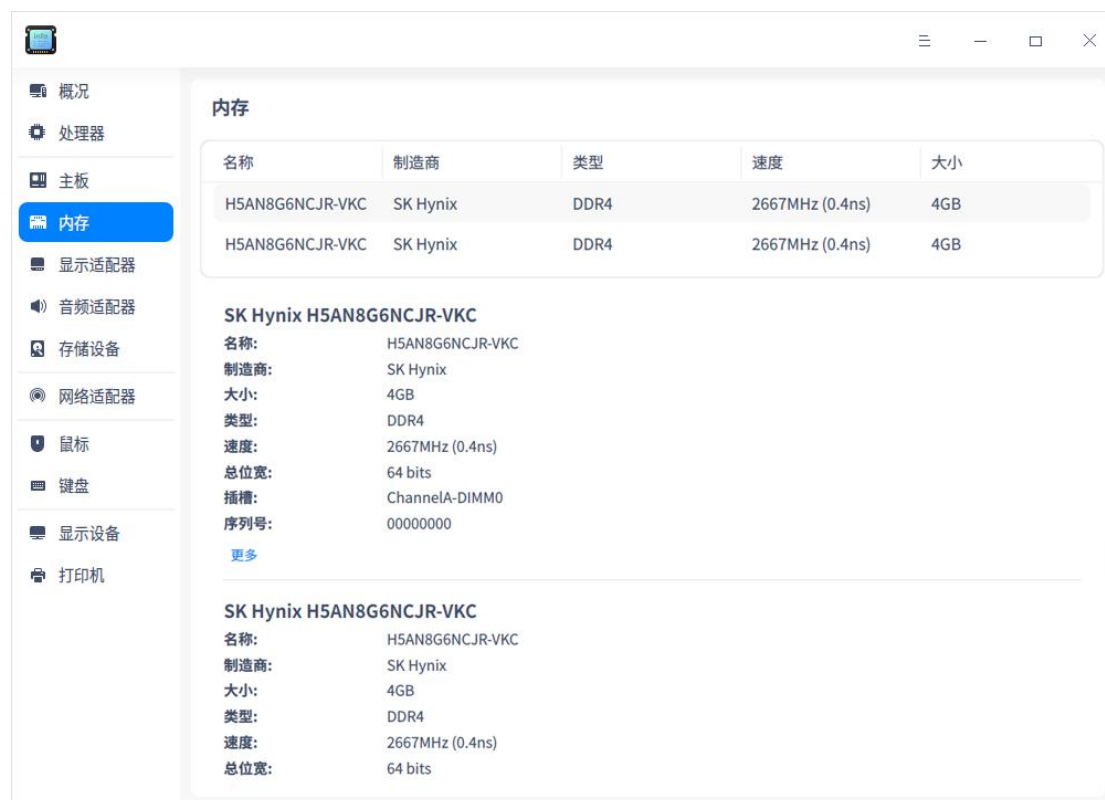 概况
处理器
主板
内存
显示适配器
音频适配器
存储设备
网络适配器
鼠标
键盘
显示设备
打印机
内存
名称 制造商 类型 速度 大小
H5AN8G6NCJR-VKC SK Hynix DDR4 2667MHz (0.4ns) 4GB
H5AN8G6NCJR-VKC SK Hynix DDR4 2667MHz (0.4ns) 4GB
SK Hynix H5AN8G6NCJR-VKC
名称: H5AN8G6NCJR-VKC
制造商: SK Hynix
大小: 4GB
类型: DDR4
速度: 2667MHz (0.4ns)
总位宽: 64 bits
插槽: ChannelA-DIMM0
序列号: 00000000
更多
SK Hynix H5AN8G6NCJR-VKC
名称: H5AN8G6NCJR-VKC
制造商: SK Hynix
大小: 4GB
类型: DDR4
速度: 2667MHz (0.4ns)
总位宽: 64 bits